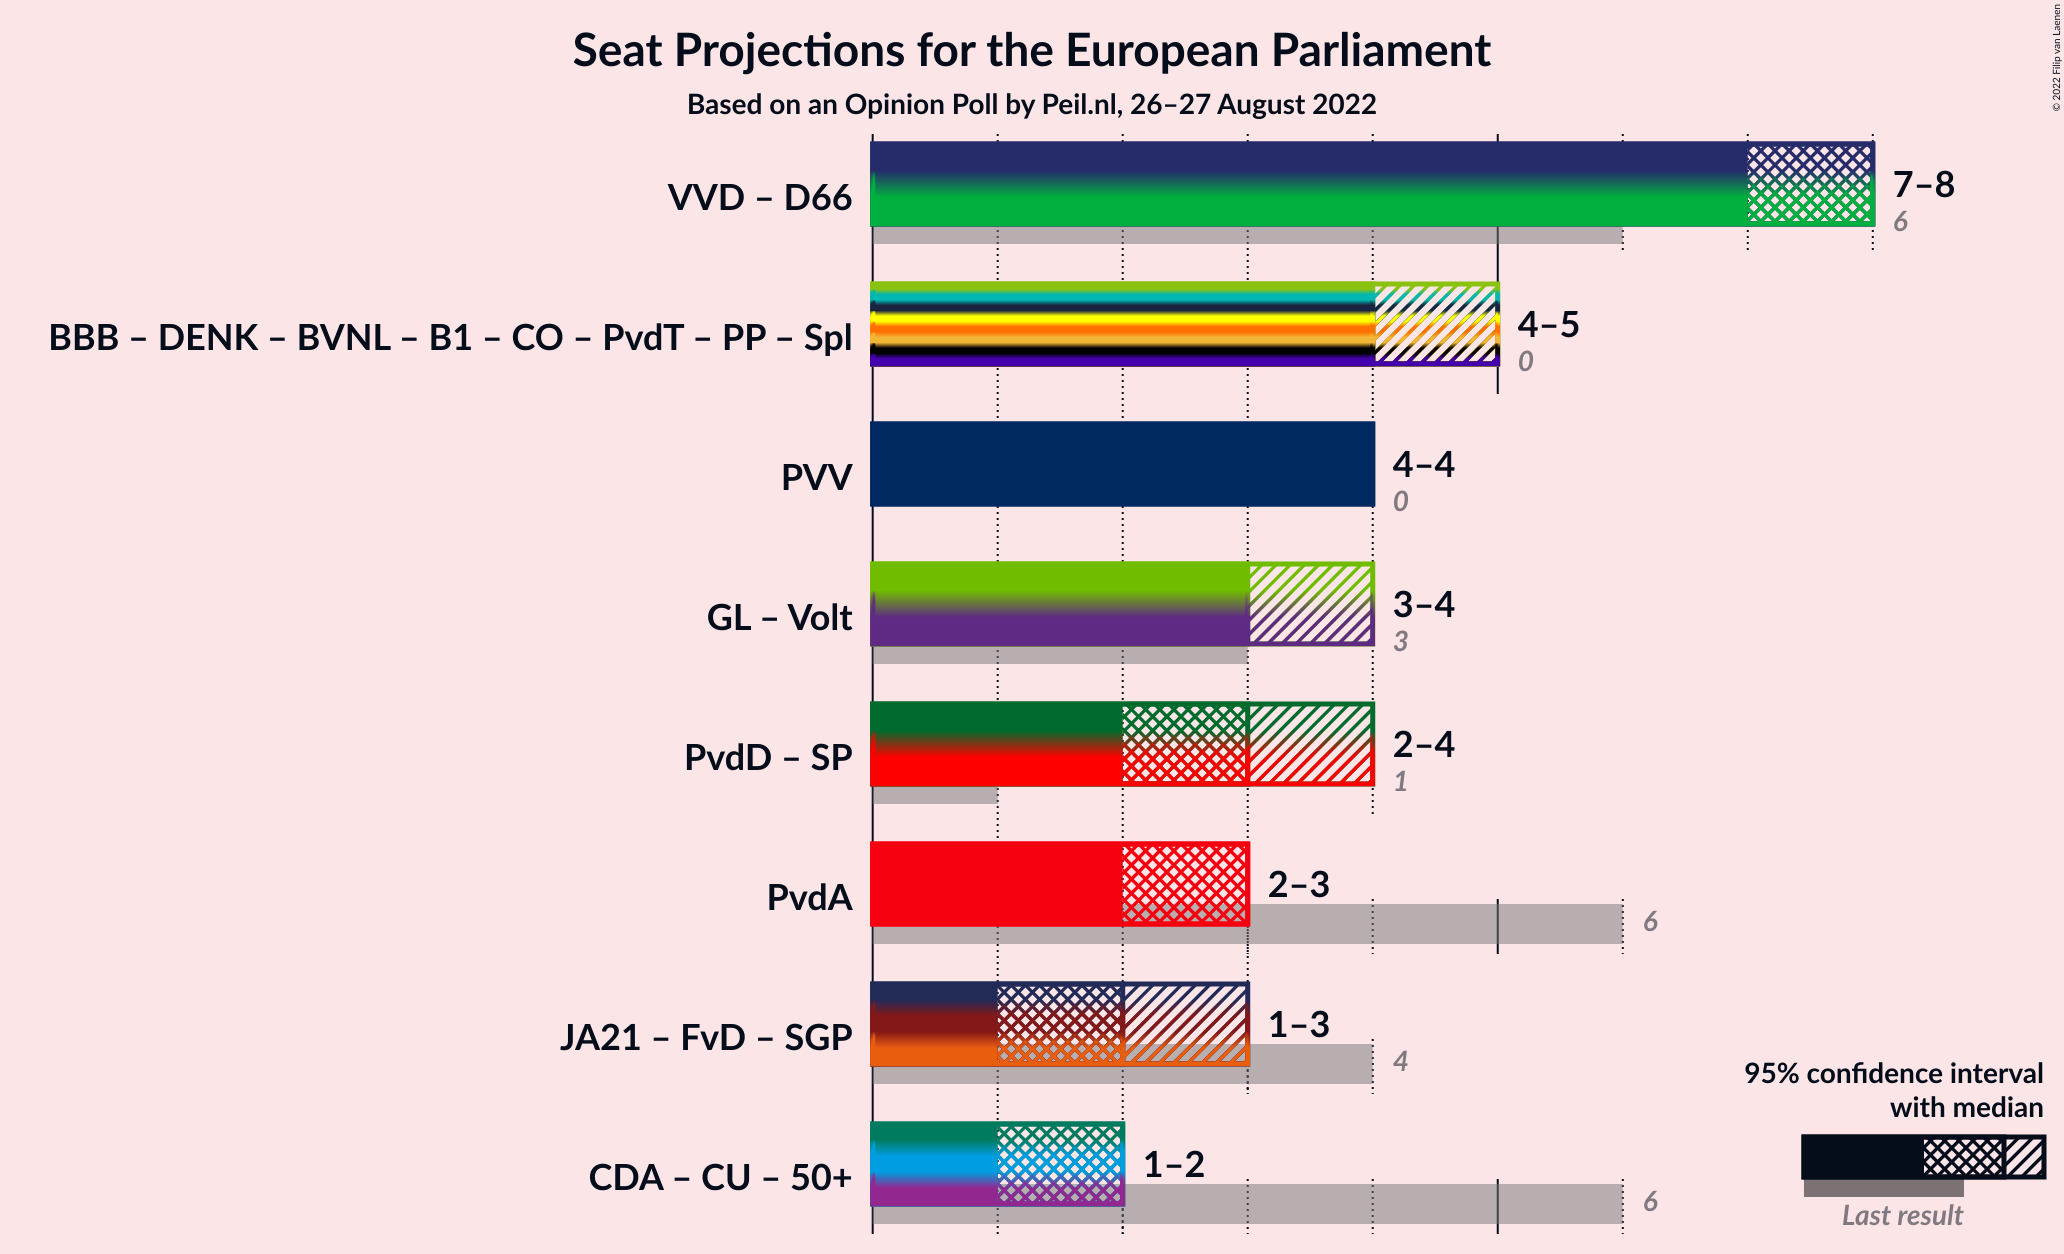 Seat Projections for the European Parliament
Based on an Opinion Poll by Peil.nl, 26–27 August 2022
© 2022 Filip van Laenen
VVD – D66
7–8
6
BBB – DENK – BVNL – B1 – CO – PvdT – PP – Spl
4–5
0
PVV
4–4
0
GL – Volt
3–4
3
PvdD – SP
2–4
1
PvdA
2–3
6
JA21 – FvD – SGP
1–3
4
CDA – CU – 50+
1–2
6
95% confidence interval
with median
Last result